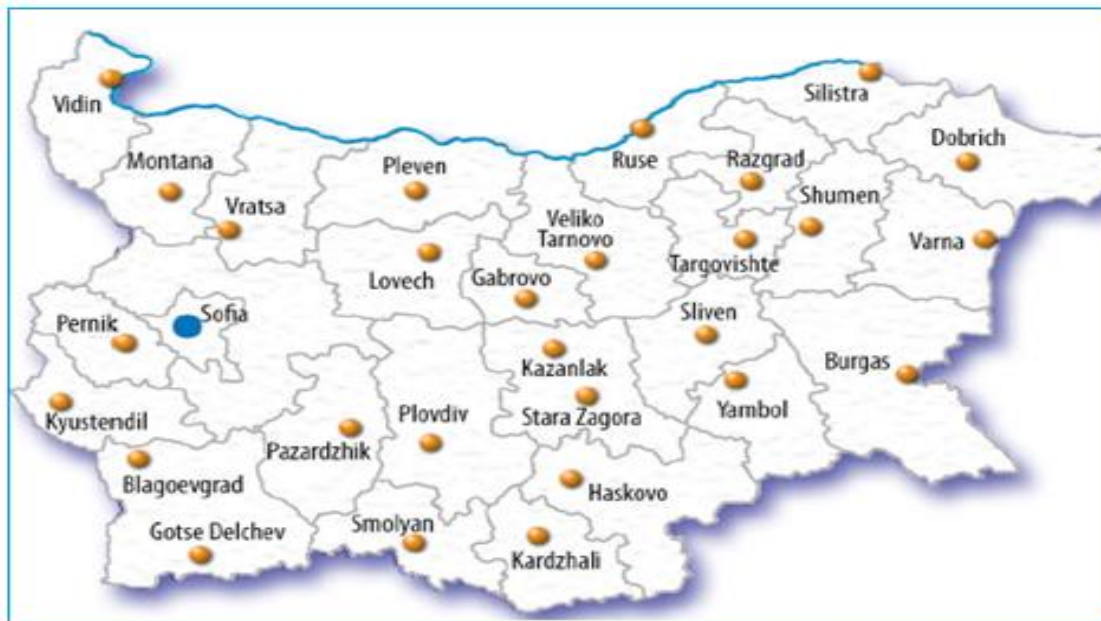 Vidin
Silistra
Dobrich
Montana
Pleven
Ruse
Razgrad
Shumen
Vratsa
Veliko
Tarnovo
Varna
Lovech
Gabrovo
Targovishte
Pernik
Sofia
Sliven
Kazanlak
Burgas
Kyustendil
Plovdiv
Stara Zagora
Yambol
Pazardzhik
Blagoevgrad
Haskovo
Gotse Delchev
Smolyan
Kardzhali